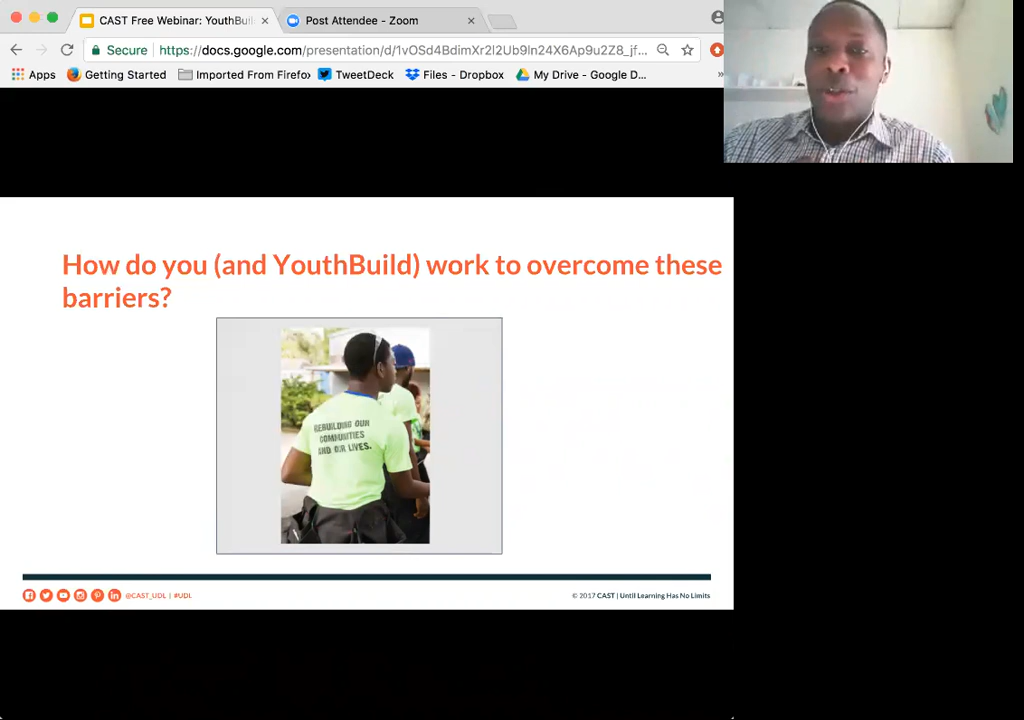 CAST Free Webinar: YouthBuil
Post Attendee - Zoom
Secure
https://docs.google.com/presentation/d/1vOSd4BdimXr2I2Ub9ln24X6Ap9u2Z8_jf...
Apps
Getting Started
Imported From Firefox
TweetDeck
Files - Dropbox
My Drive - Google D...
»
How do you (and YouthBuild) work to overcome these
barriers?
REBUILDING OUR
COMMUNITIES
AND OUR LIVES.
@CAST_UDL | #UDL
© 2017 CAST | Until Learning Has No Limits